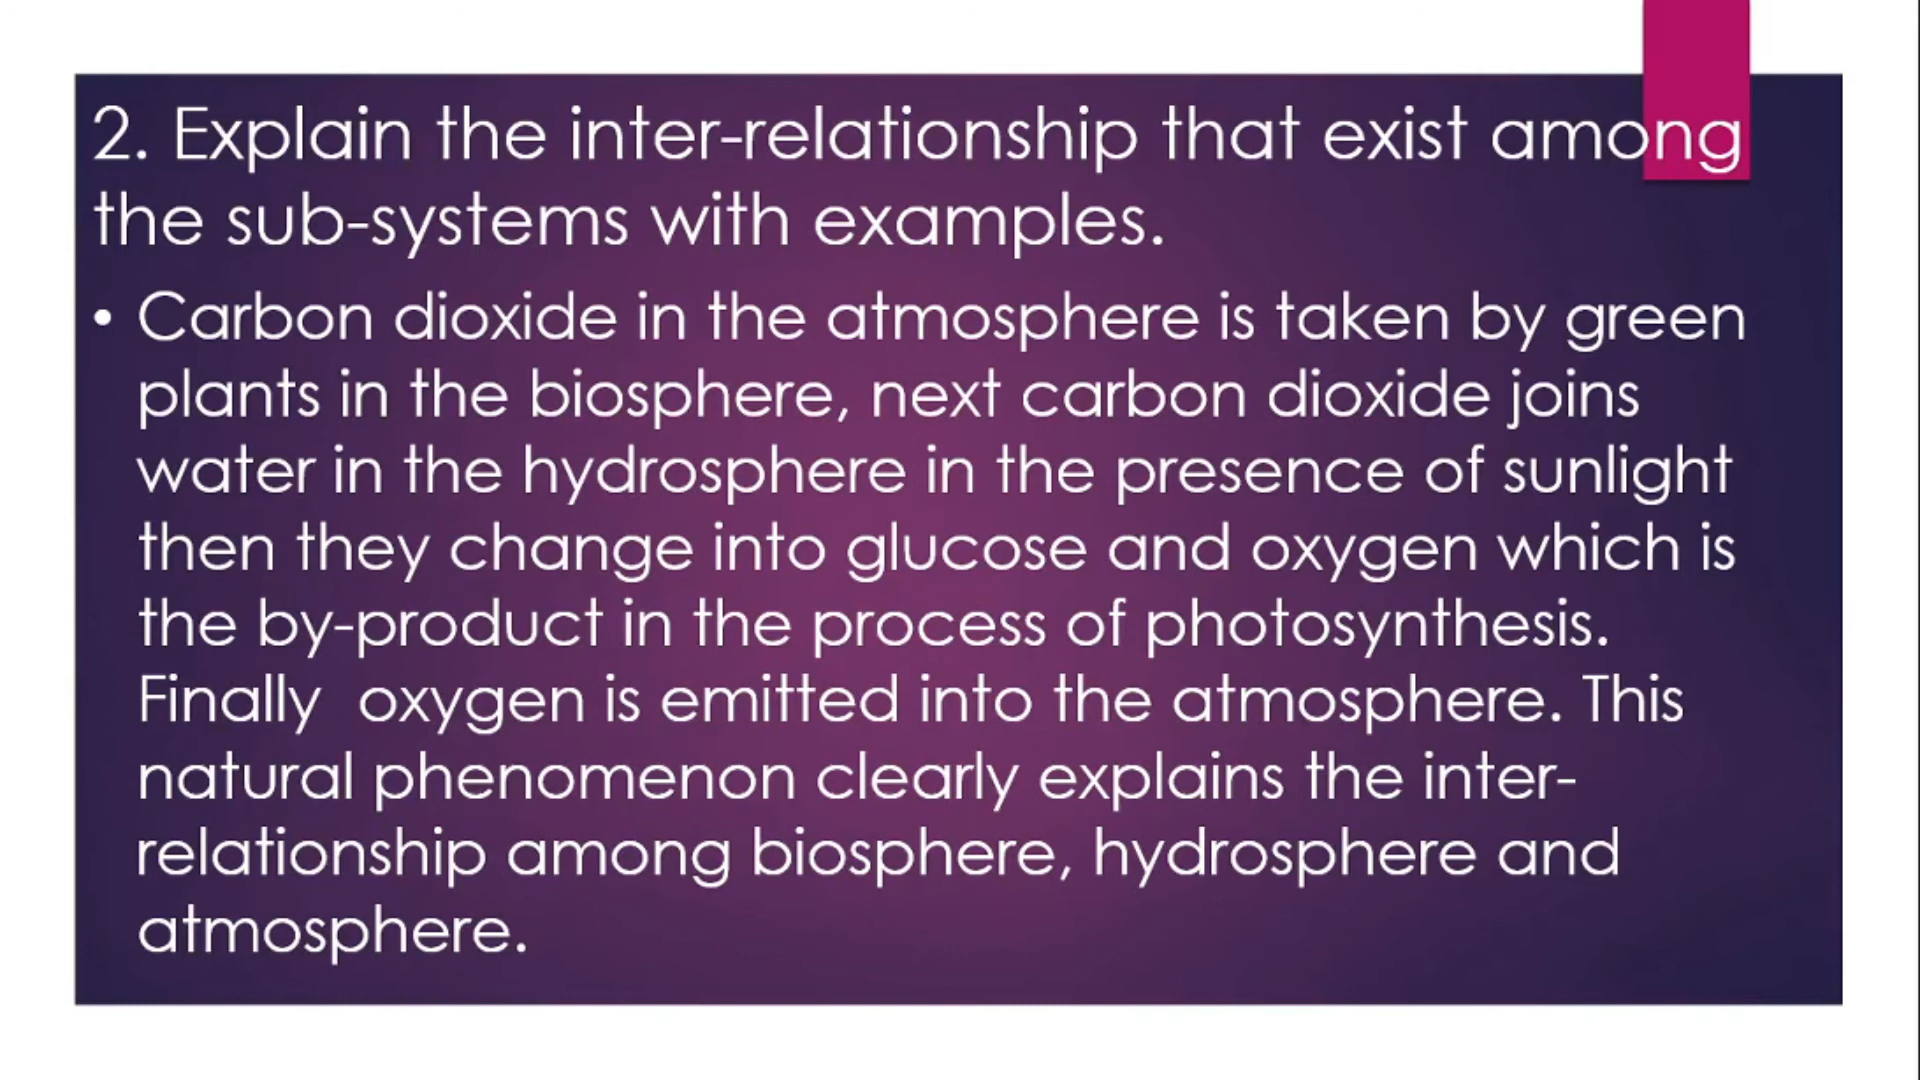 2. Explain the inter-relationship that exist among
the sub-systems with examples.
• Carbon dioxide in the atmosphere is taken by green
plants in the biosphere, next carbon dioxide joins
water in the hydrosphere in the presence of sunlight
then they change into glucose and oxygen which is
the by-product in the process of photosynthesis.
Finally  oxygen is emitted into the atmosphere. This
natural phenomenon clearly explains the inter-
relationship among biosphere, hydrosphere and
atmosphere.